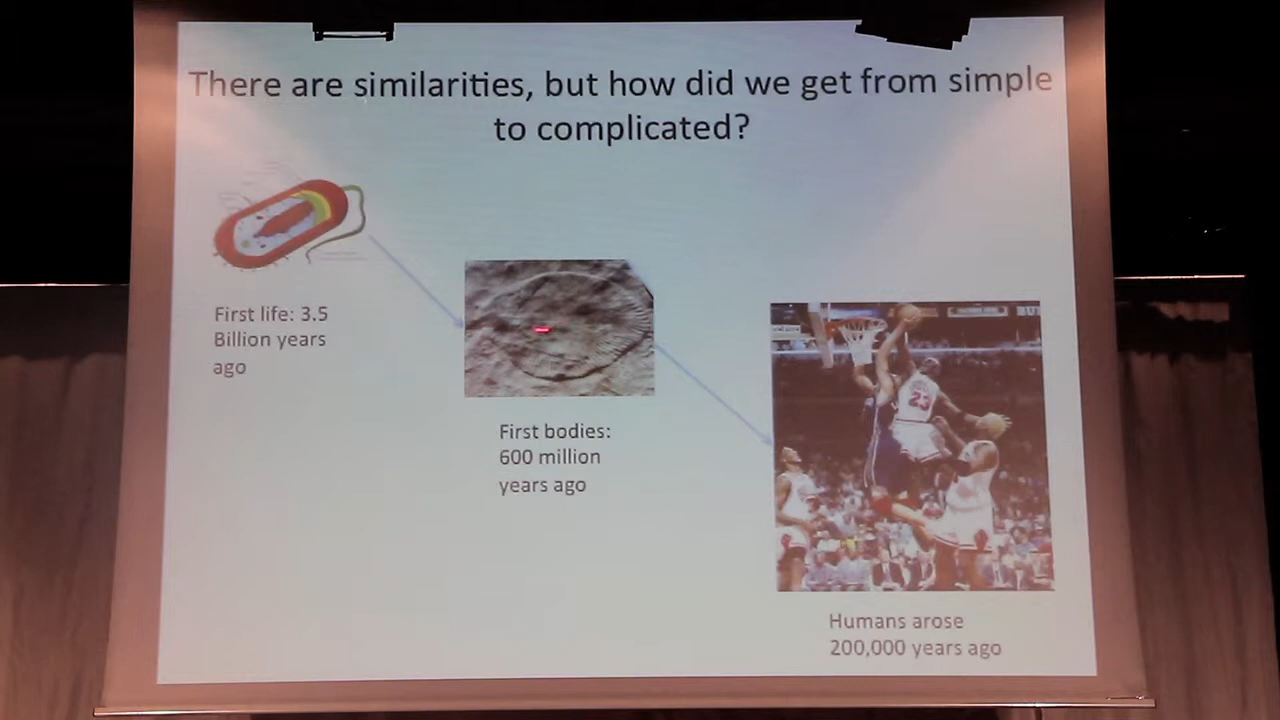 There are similarities, but how did we get from simple
to complicated?
First life: 3.5
Billion years
ago
First bodies:
600 million
years ago
23
Humans arose
200,000 years ago